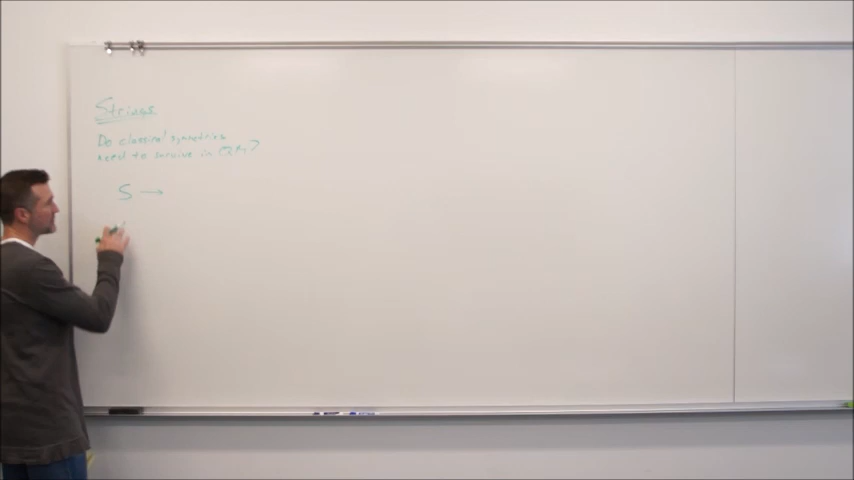 Strings
Do classical symmetries
need to survive in QM?
S →